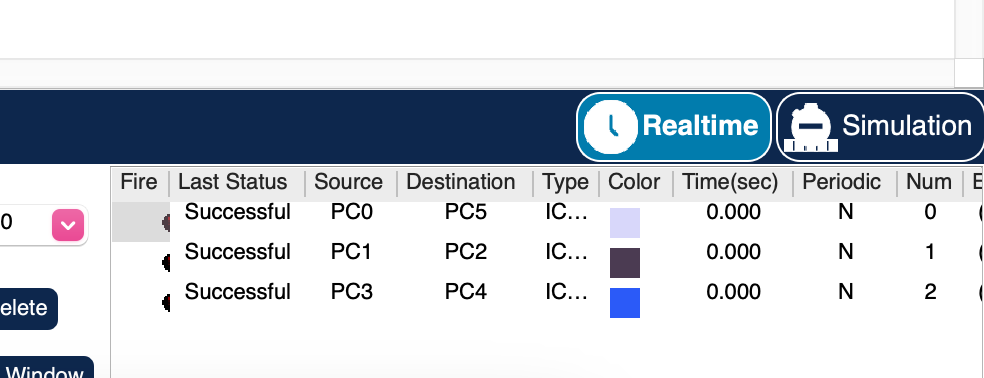 Realtime Simulation
Fire Last Status Source Destination Type Color Time(sec) Periodic Num E
0 Successful PC0 PC5 IC... 0.000 N 0 (
Successful PC1 PC2 IC... 0.000 N 1 (
Successful PC3 PC4 IC... 0.000 N 2 (
elete
Window